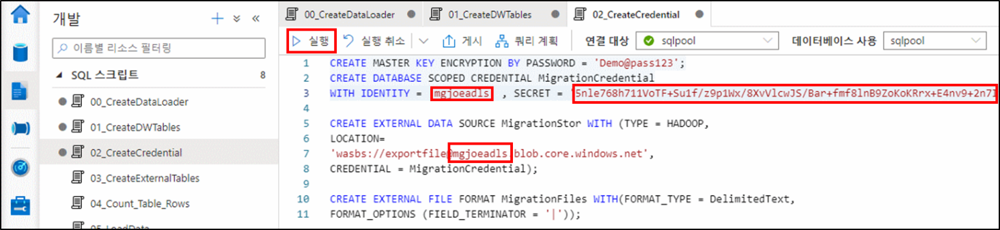 개발
이름별 리소스 필터링
SQL 스크립트 8
00_CreateDataLoader
01_CreateDWTables
02_CreateCredential
03_CreateExternalTables
04_Count_Table_Rows
05_LoadData
00_CreateDataLoader 01_CreateDWTables 02_CreateCredential
실행 실행 취소 게시 쿼리 계획 연결 대상 sqlpool 데이터베이스 사용 sqlpool
1 CREATE MASTER KEY ENCRYPTION BY PASSWORD = 'Demo@pass123';
2 CREATE DATABASE SCOPED CREDENTIAL MigrationCredential
3 WITH IDENTITY = mgjoeadls , SECRET = '5nle768h711VoTF+Su1f/z9p1Wx/8XvVlcwJS/Bar+fmf8lnB9ZoKoKRrx+E4nv9+2n7I
4
5 CREATE EXTERNAL DATA SOURCE MigrationStor WITH (TYPE = HADOOP,
6 LOCATION=
7 'wasbs://exportfile@mgjoeadls.blob.core.windows.net',
8 CREDENTIAL = MigrationCredential);
9
10 CREATE EXTERNAL FILE FORMAT MigrationFiles WITH(FORMAT_TYPE = DelimitedText,
11 FORMAT_OPTIONS (FIELD_TERMINATOR = '|'));